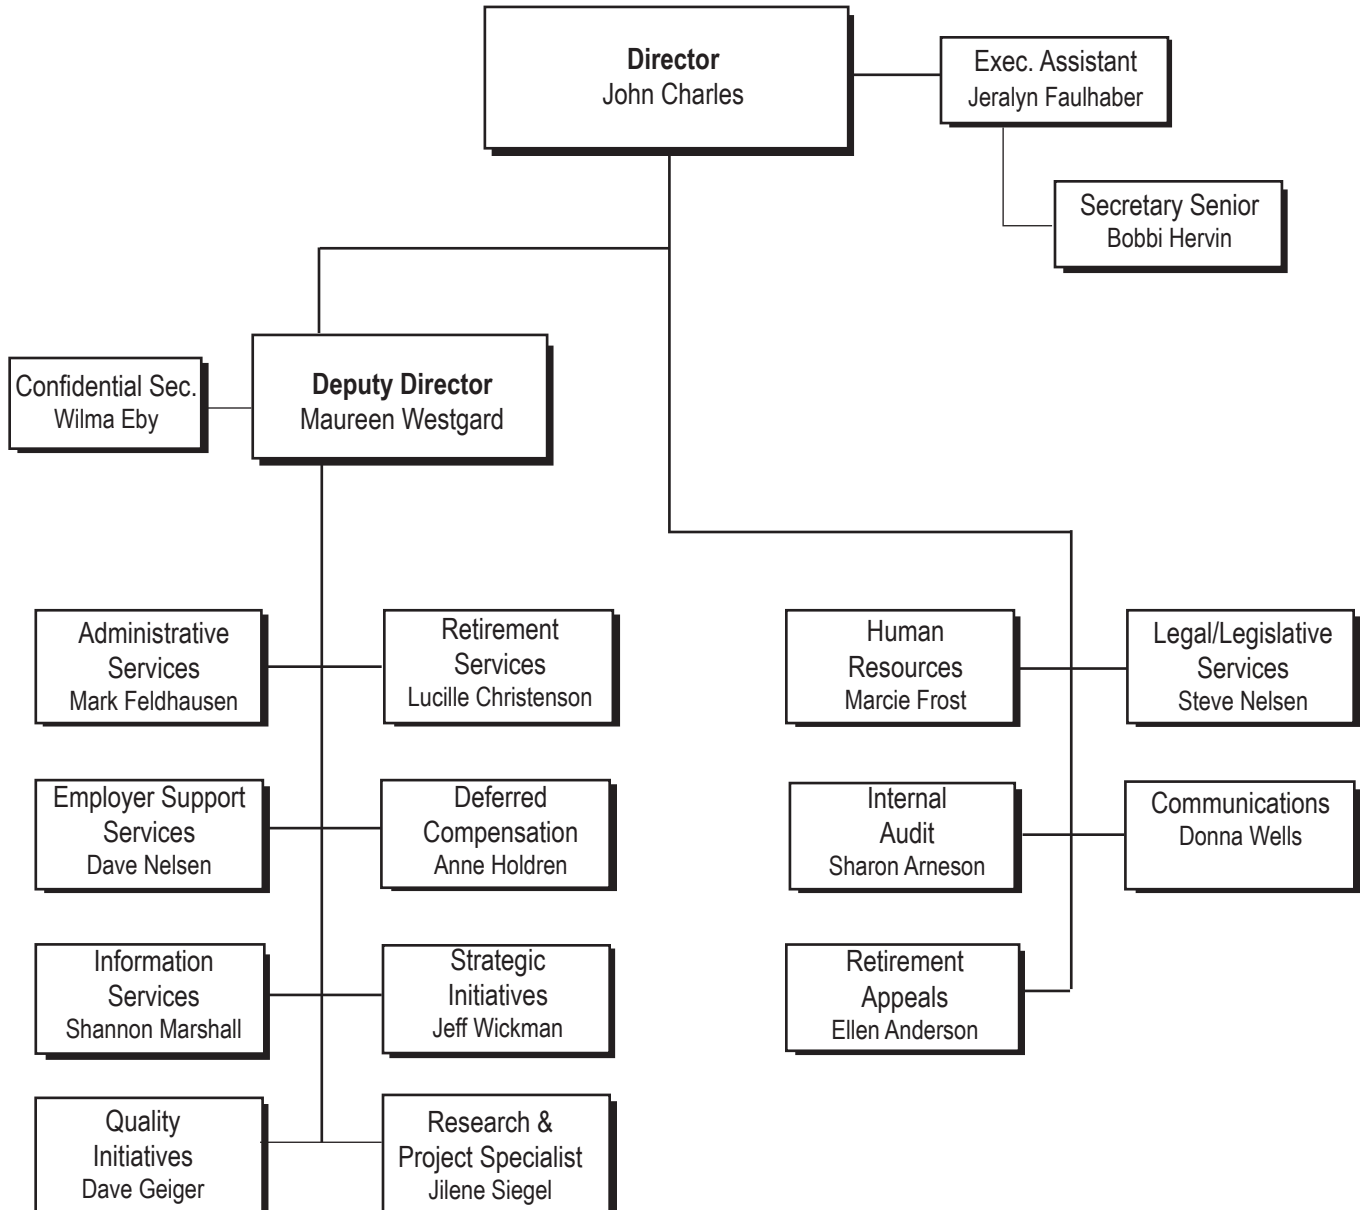 Director
John Charles
Exec. Assistant
Jeralyn Faulhaber
Secretary Senior
Bobbi Hervin
Confidential Sec.
Wilma Eby
Deputy Director
Maureen Westgard
Administrative
Services
Mark Feldhausen
Retirement
Services
Lucille Christenson
Human
Resources
Marcie Frost
Legal/Legislative
Services
Steve Nelsen
Employer Support
Services
Dave Nelsen
Deferred
Compensation
Anne Holdren
Internal
Audit
Sharon Arneson
Communications
Donna Wells
Information
Services
Shannon Marshall
Strategic
Initiatives
Jeff Wickman
Retirement
Appeals
Ellen Anderson
Quality
Initiatives
Dave Geiger
Research &
Project Specialist
Jilene Siegel